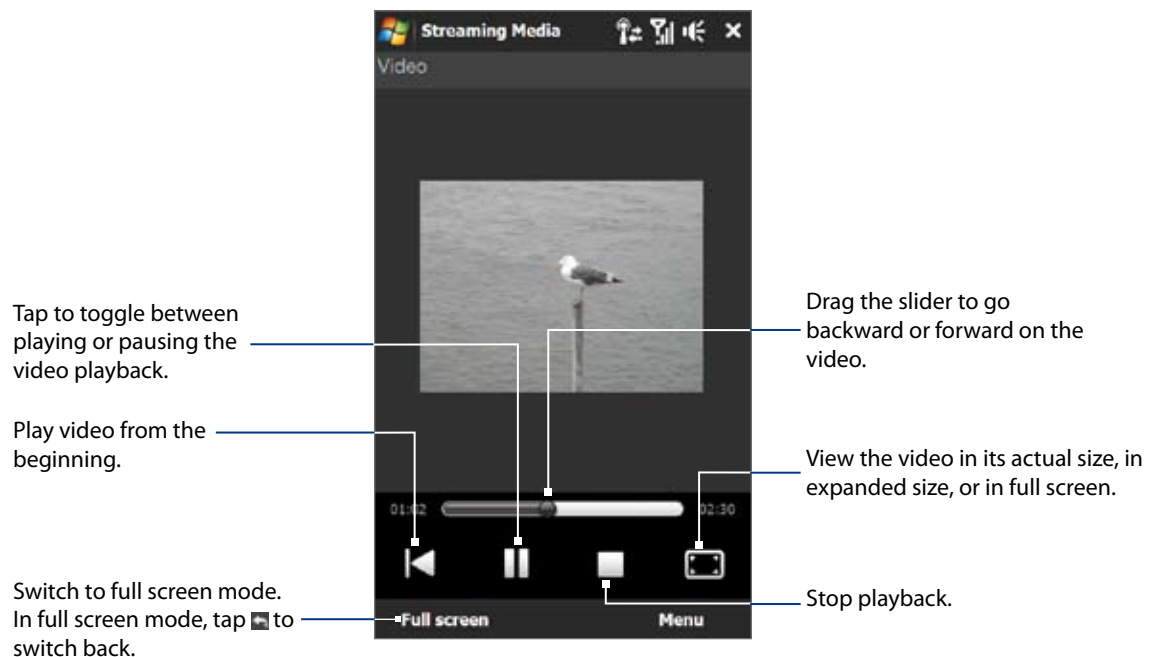 Streaming Media
Video
Tap to toggle between
playing or pausing the
video playback.
Play video from the
beginning.
Switch to full screen mode.
In full screen mode, tap to
switch back.
Drag the slider to go
backward or forward on the
video.
View the video in its actual size, in
expanded size, or in full screen.
Stop playback.
01:02
02:30
Full screen
Menu